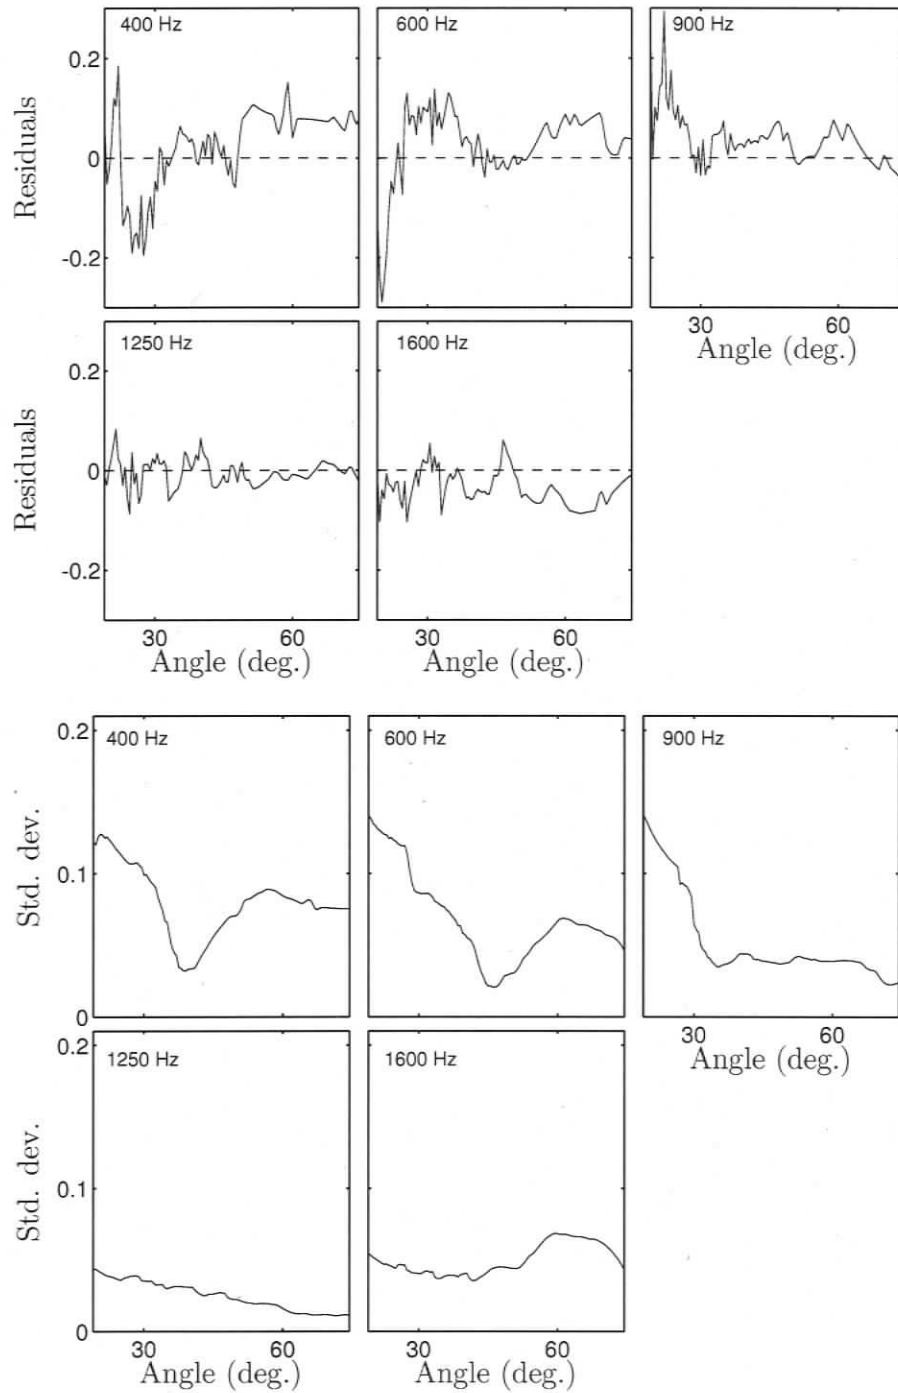 400 Hz
600 Hz
900 Hz
0.2
0
-0.2
Residuals
30
60
Angle (deg.)
1250 Hz
1600 Hz
0.2
0
-0.2
Residuals
30
60
30
60
Angle (deg.)
Angle (deg.)
400 Hz
600 Hz
900 Hz
0.2
0.1
0
Std. dev.
30
60
Angle (deg.)
1250 Hz
1600 Hz
0.2
0.1
0
Std. dev.
30
60
30
60
Angle (deg.)
Angle (deg.)